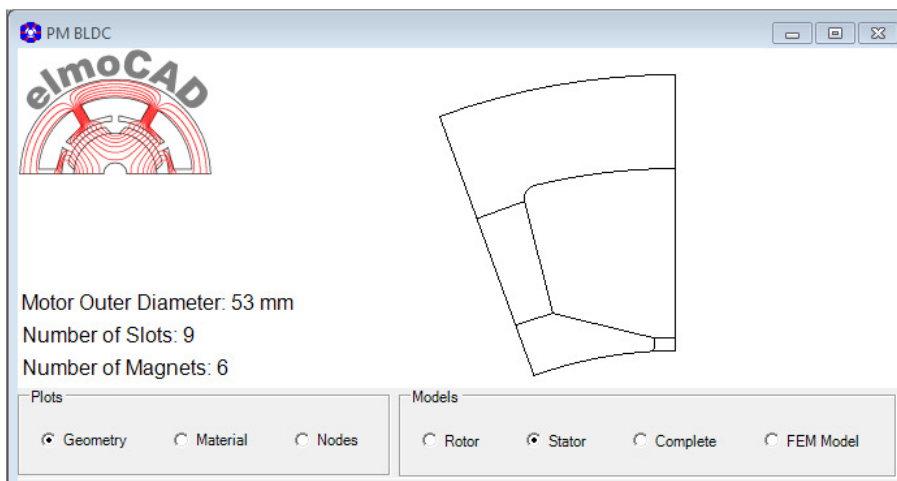 PM BLDC
elmoCAD
Motor Outer Diameter: 53 mm
Number of Slots: 9
Number of Magnets: 6
Plots
Geometry
Material
Nodes
Models
Rotor
Stator
Complete
FEM Model